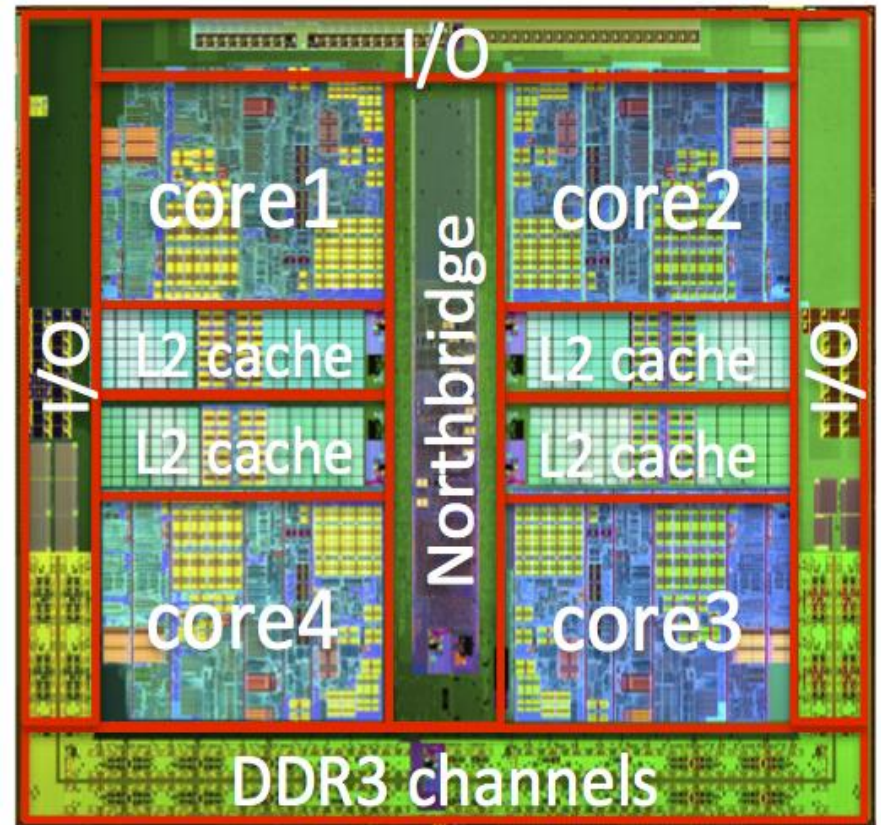 I/O
core1
core2
Northbridge
I/O
L2 cache
L2 cache
I/O
L2 cache
L2 cache
core4
core3
DDR3 channels